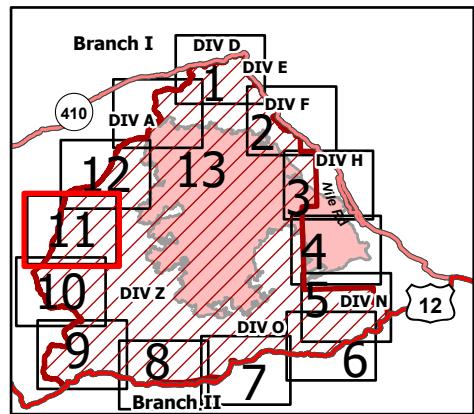 Branch I
DIV D
DIV E
1
410
DIV A
DIV F
2
12
13
DIV H
3
Nile Rd
11
4
10
DIV Z
5
DIV N
12
DIV O
9
8
7
6
Branch II